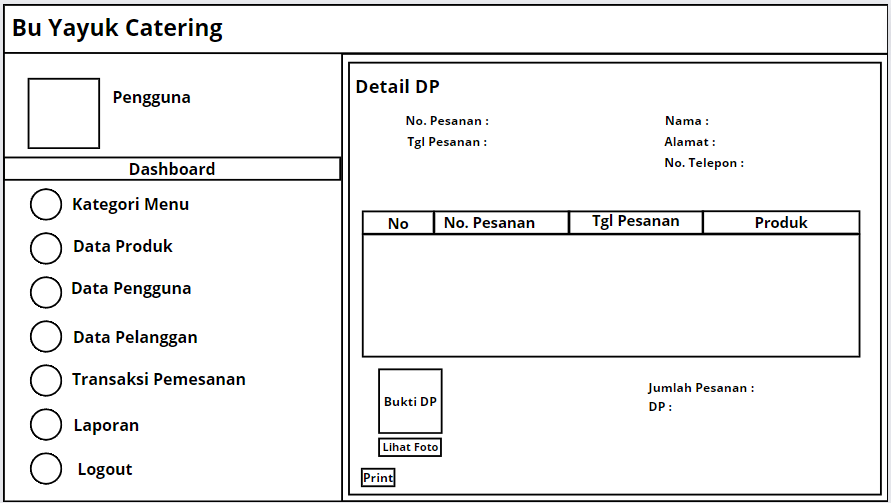 Bu Yayuk Catering
Pengguna
Dashboard
Kategori Menu
Data Produk
Data Pengguna
Data Pelanggan
Transaksi Pemesanan
Laporan
Logout
Detail DP
No. Pesanan :
Tgl Pesanan :
Nama :
Alamat :
No. Telepon :
No No. Pesanan Tgl Pesanan Produk
Bukti DP
Lihat Foto
Print
Jumlah Pesanan :
DP :